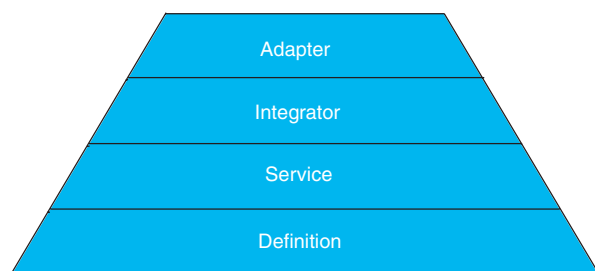 Adapter
Integrator
Service
Definition